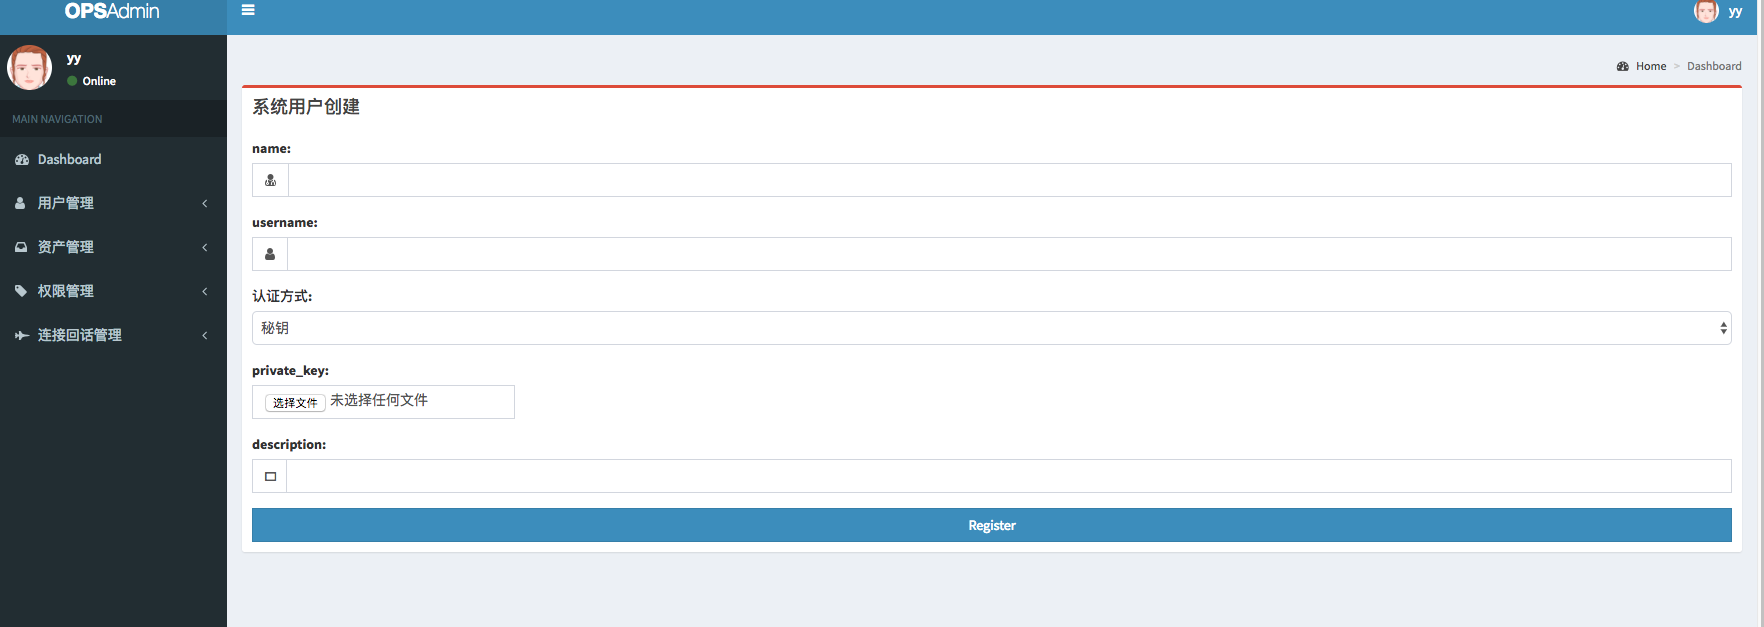 OPSAdmin
yy
yy
Online
Home > Dashboard
MAIN NAVIGATION
Dashboard
用户管理
资产管理
权限管理
连接回话管理
系统用户创建
name:
username:
认证方式:
秘钥
private_key:
选择文件 未选择任何文件
description:
Register